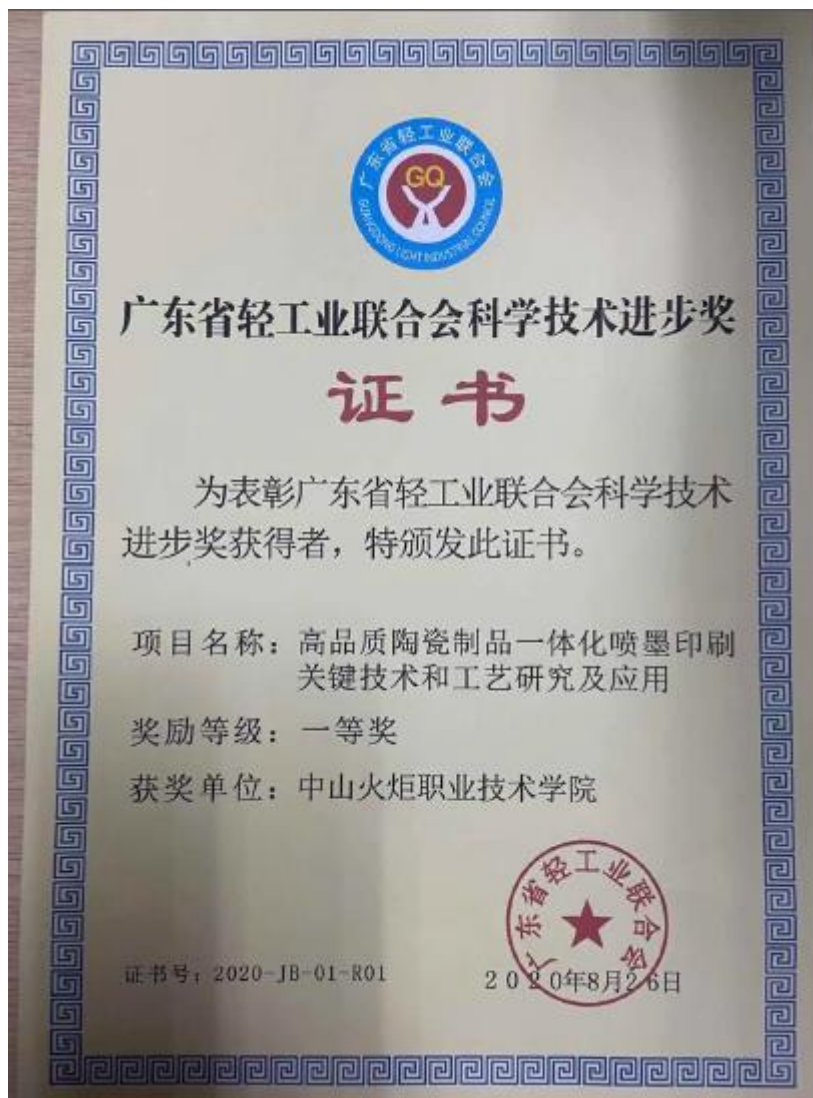 广东省轻工业联合会
GQ
GUANGDONG LIGHT INDUSTRIAL COUNCIL
广东省轻工业联合会科学技术进步奖
证书
为表彰广东省轻工业联合会科学技术
进步奖获得者，特颁发此证书。
项目名称：高品质陶瓷制品一体化喷墨印刷
关键技术和工艺研究及应用
奖励等级：一等奖
获奖单位：中山火炬职业技术学院
广东省轻工业联合会
证书号：2020-JB-01-R01
2020年8月26日